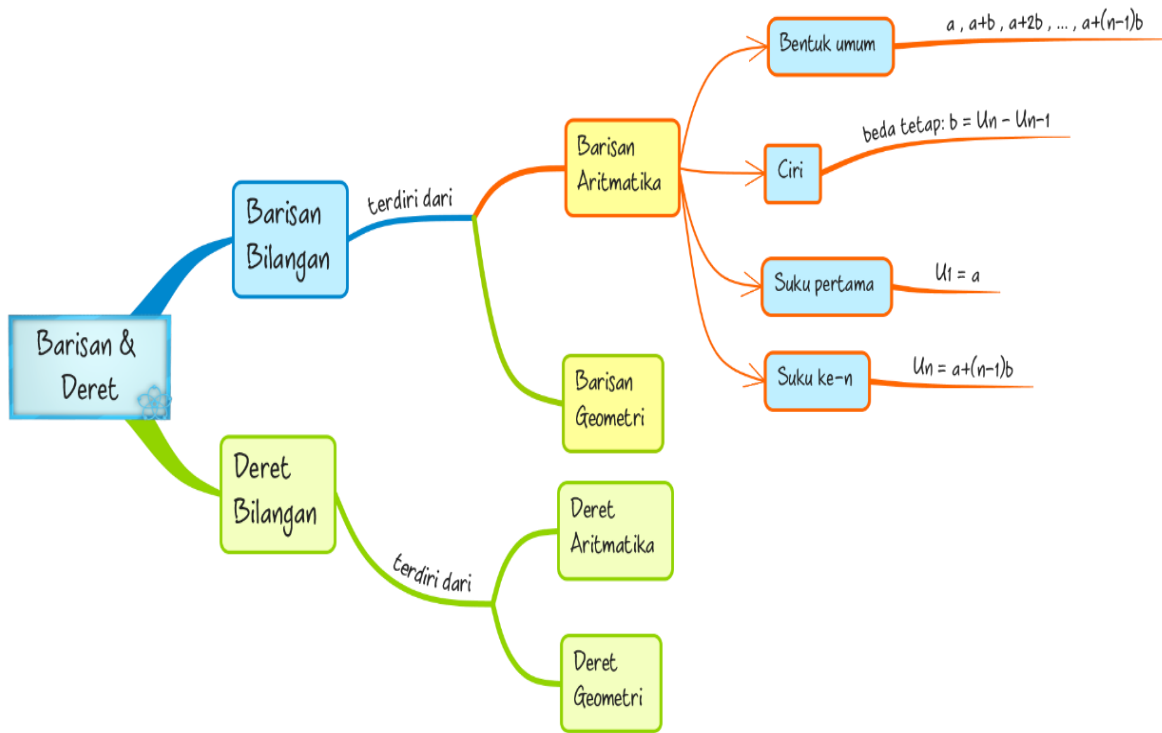 Barisan &
Deret
Barisan
Bilangan
terdiri dari
Barisan
Aritmatika
Bentuk umum
a , a+b , a+2b , ... , a+(n-1)b
Ciri
beda tetap: b = Un - Un-1
Suku pertama
U1 = a
Suku ke-n
Un = a+(n-1)b
Barisan
Geometri
Deret
Bilangan
terdiri dari
Deret
Aritmatika
Deret
Geometri